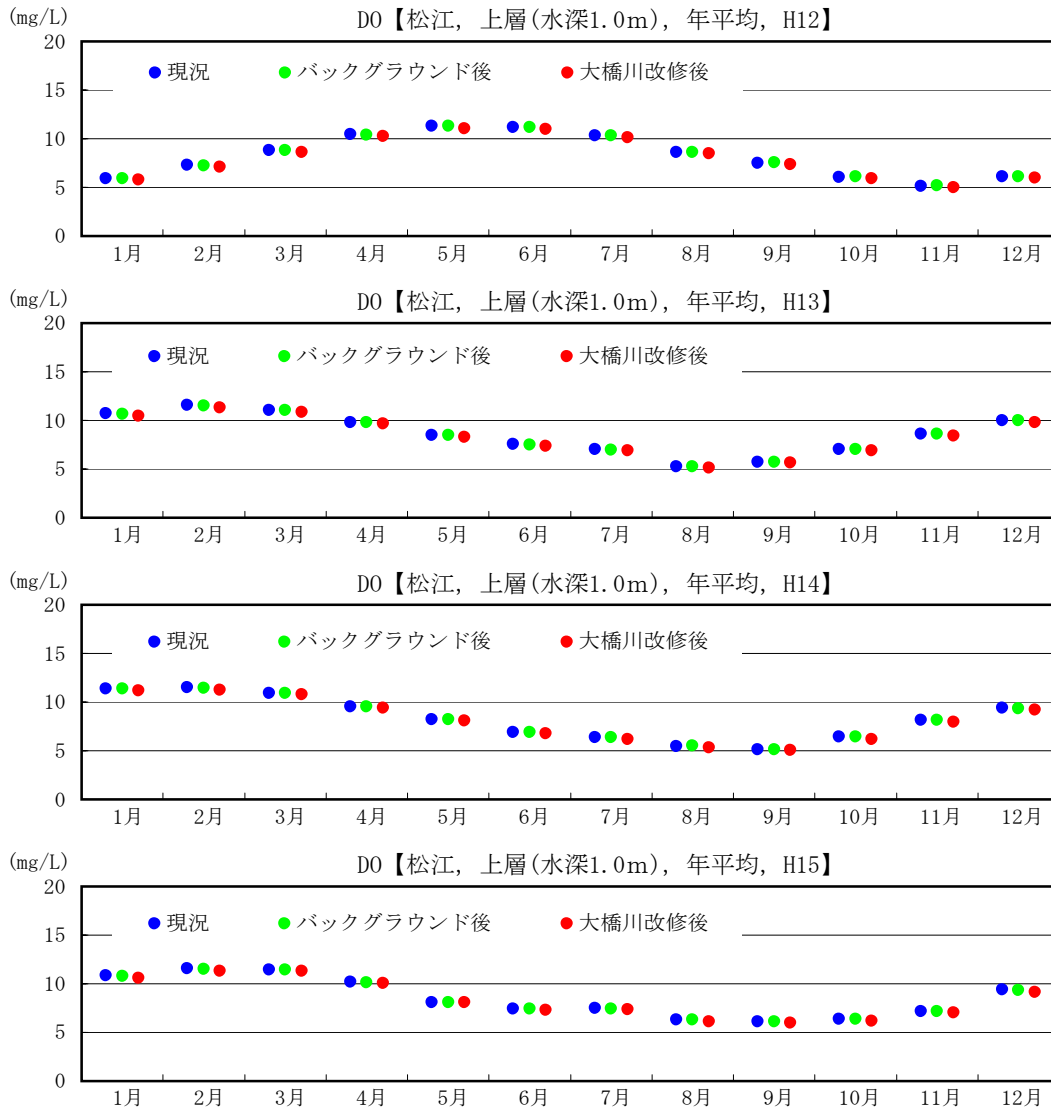 (mg/L) DO【松江, 上層(水深1.0m), 年平均, H12】
20
● 現況 ● バックグラウンド後 ● 大橋川改修後
15
10
5
0
1月 2月 3月 4月 5月 6月 7月 8月 9月 10月 11月 12月
(mg/L) DO【松江, 上層(水深1.0m), 年平均, H13】
20
● 現況 ● バックグラウンド後 ● 大橋川改修後
15
10
5
0
1月 2月 3月 4月 5月 6月 7月 8月 9月 10月 11月 12月
(mg/L) DO【松江, 上層(水深1.0m), 年平均, H14】
20
● 現況 ● バックグラウンド後 ● 大橋川改修後
15
10
5
0
1月 2月 3月 4月 5月 6月 7月 8月 9月 10月 11月 12月
(mg/L) DO【松江, 上層(水深1.0m), 年平均, H15】
20
● 現況 ● バックグラウンド後 ● 大橋川改修後
15
10
5
0
1月 2月 3月 4月 5月 6月 7月 8月 9月 10月 11月 12月